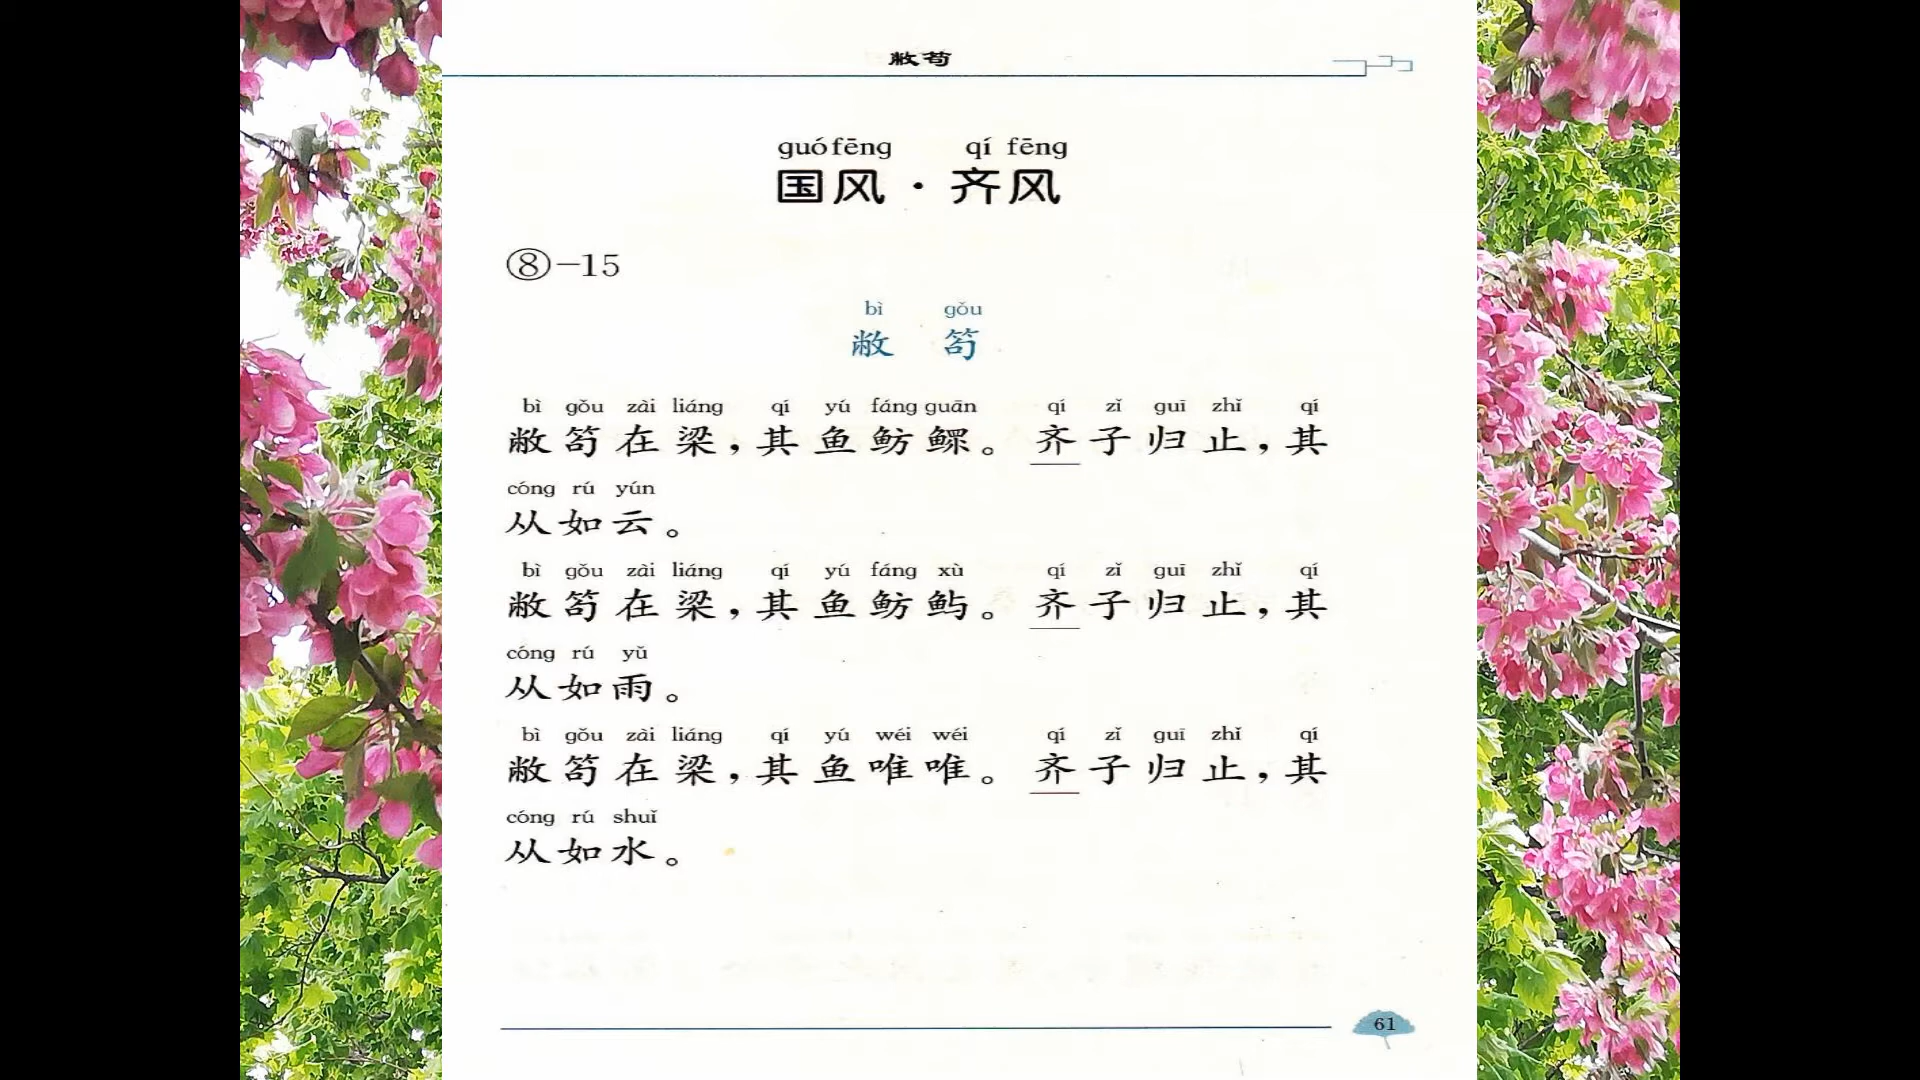 敝笱
guó fēng qí fēng
国风·齐风
⑧-15
bì gǒu
敝笱
bì gǒu zài liáng qí yú fáng guān qí zǐ guī zhǐ qí
敝笱在梁，其鱼鲂鳏。齐子归止，其
cóng rú yún
从如云。
bì gǒu zài liáng qí yú fáng xù qí zǐ guī zhǐ qí
敝笱在梁，其鱼鲂鱮。齐子归止，其
cóng rú yǔ
从如雨。
bì gǒu zài liáng qí yú wéi wéi qí zǐ guī zhǐ qí
敝笱在梁，其鱼唯唯。齐子归止，其
cóng rú shuǐ
从如水。
61